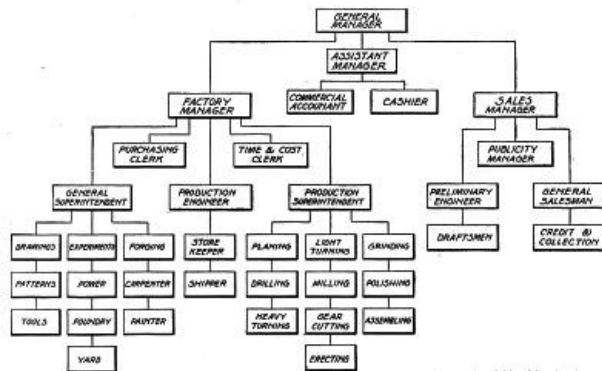 GENERAL
MANAGER
ASSISTANT
MANAGER
COMMERCIAL
ACCOUNTANT
CASHIER
FACTORY
MANAGER
SALES
MANAGER
PURCHASING
CLERK
TIME & COST
CLERK
PUBLICITY
MANAGER
GENERAL
SUPERINTENDENT
PRODUCTION
ENGINEER
PRODUCTION
SUPERINTENDENT
PRELIMINARY
ENGINEER
GENERAL
SALESMAN
DRAWINGS
EXPERIMENTS
FORGING
STORE
KEEPER
PLANING
LIGHT
TURNING
GRINDING
DRAFTSMEN
CREDIT &
COLLECTION
PATTERNS
POWER
CARPENTER
SHIPPER
DRILLING
MILLING
POLISHING
TOOLS
FOUNDRY
PAINTER
HEAVY
TURNING
GEAR
CUTTING
ASSEMBLING
YARD
ERECTING